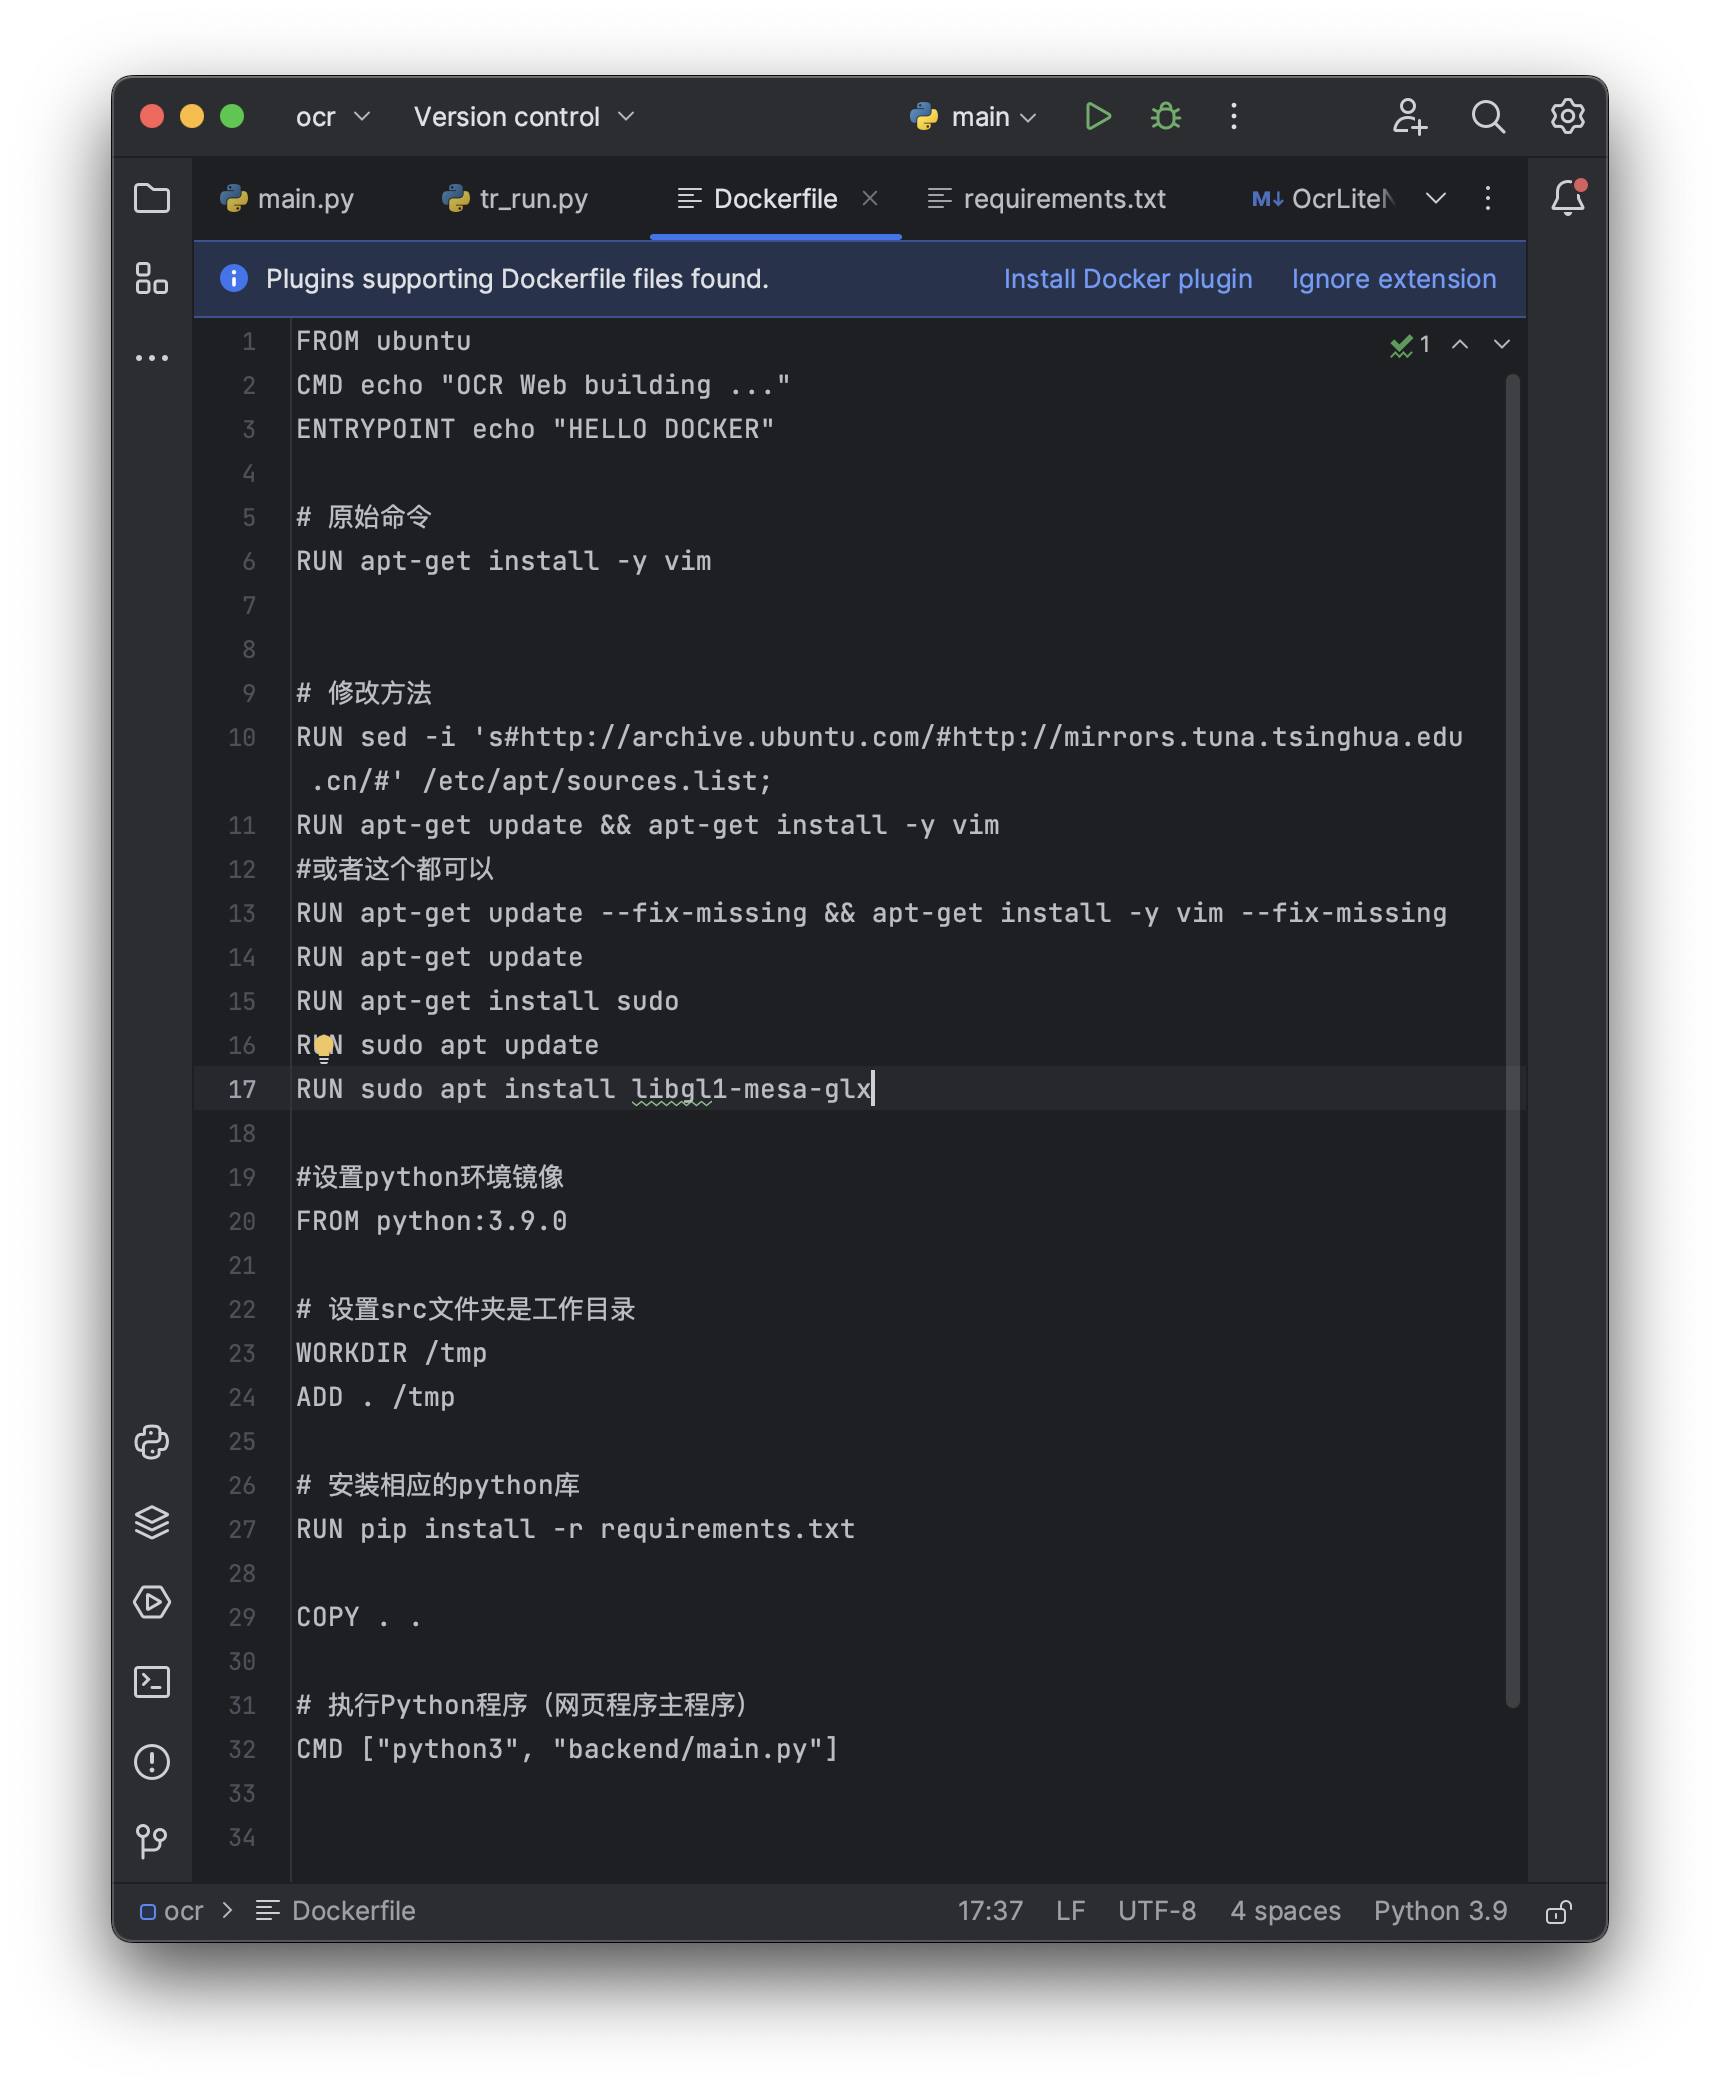 ocr
Version control
main
main.py
tr_run.py
Dockerfile
requirements.txt
M↓ OcrLiteN
Plugins supporting Dockerfile files found.
Install Docker plugin
Ignore extension
1
1 FROM ubuntu
2 CMD echo "OCR Web building ..."
3 ENTRYPOINT echo "HELLO DOCKER"
4
5 # 原始命令
6 RUN apt-get install -y vim
7
8
9 # 修改方法
10 RUN sed -i 's#http://archive.ubuntu.com/#http://mirrors.tuna.tsinghua.edu
.cn/#' /etc/apt/sources.list;
11 RUN apt-get update && apt-get install -y vim
12 #或者这个都可以
13 RUN apt-get update --fix-missing && apt-get install -y vim --fix-missing
14 RUN apt-get update
15 RUN apt-get install sudo
16 RUN sudo apt update
17 RUN sudo apt install libgl1-mesa-glx
18
19 #设置python环境镜像
20 FROM python:3.9.0
21
22 # 设置src文件夹是工作目录
23 WORKDIR /tmp
24 ADD . /tmp
25
26 # 安装相应的python库
27 RUN pip install -r requirements.txt
28
29 COPY . .
30
31 # 执行Python程序（网页程序主程序）
32 CMD ["python3", "backend/main.py"]
33
34
ocr > Dockerfile
17:37
LF
UTF-8
4 spaces
Python 3.9